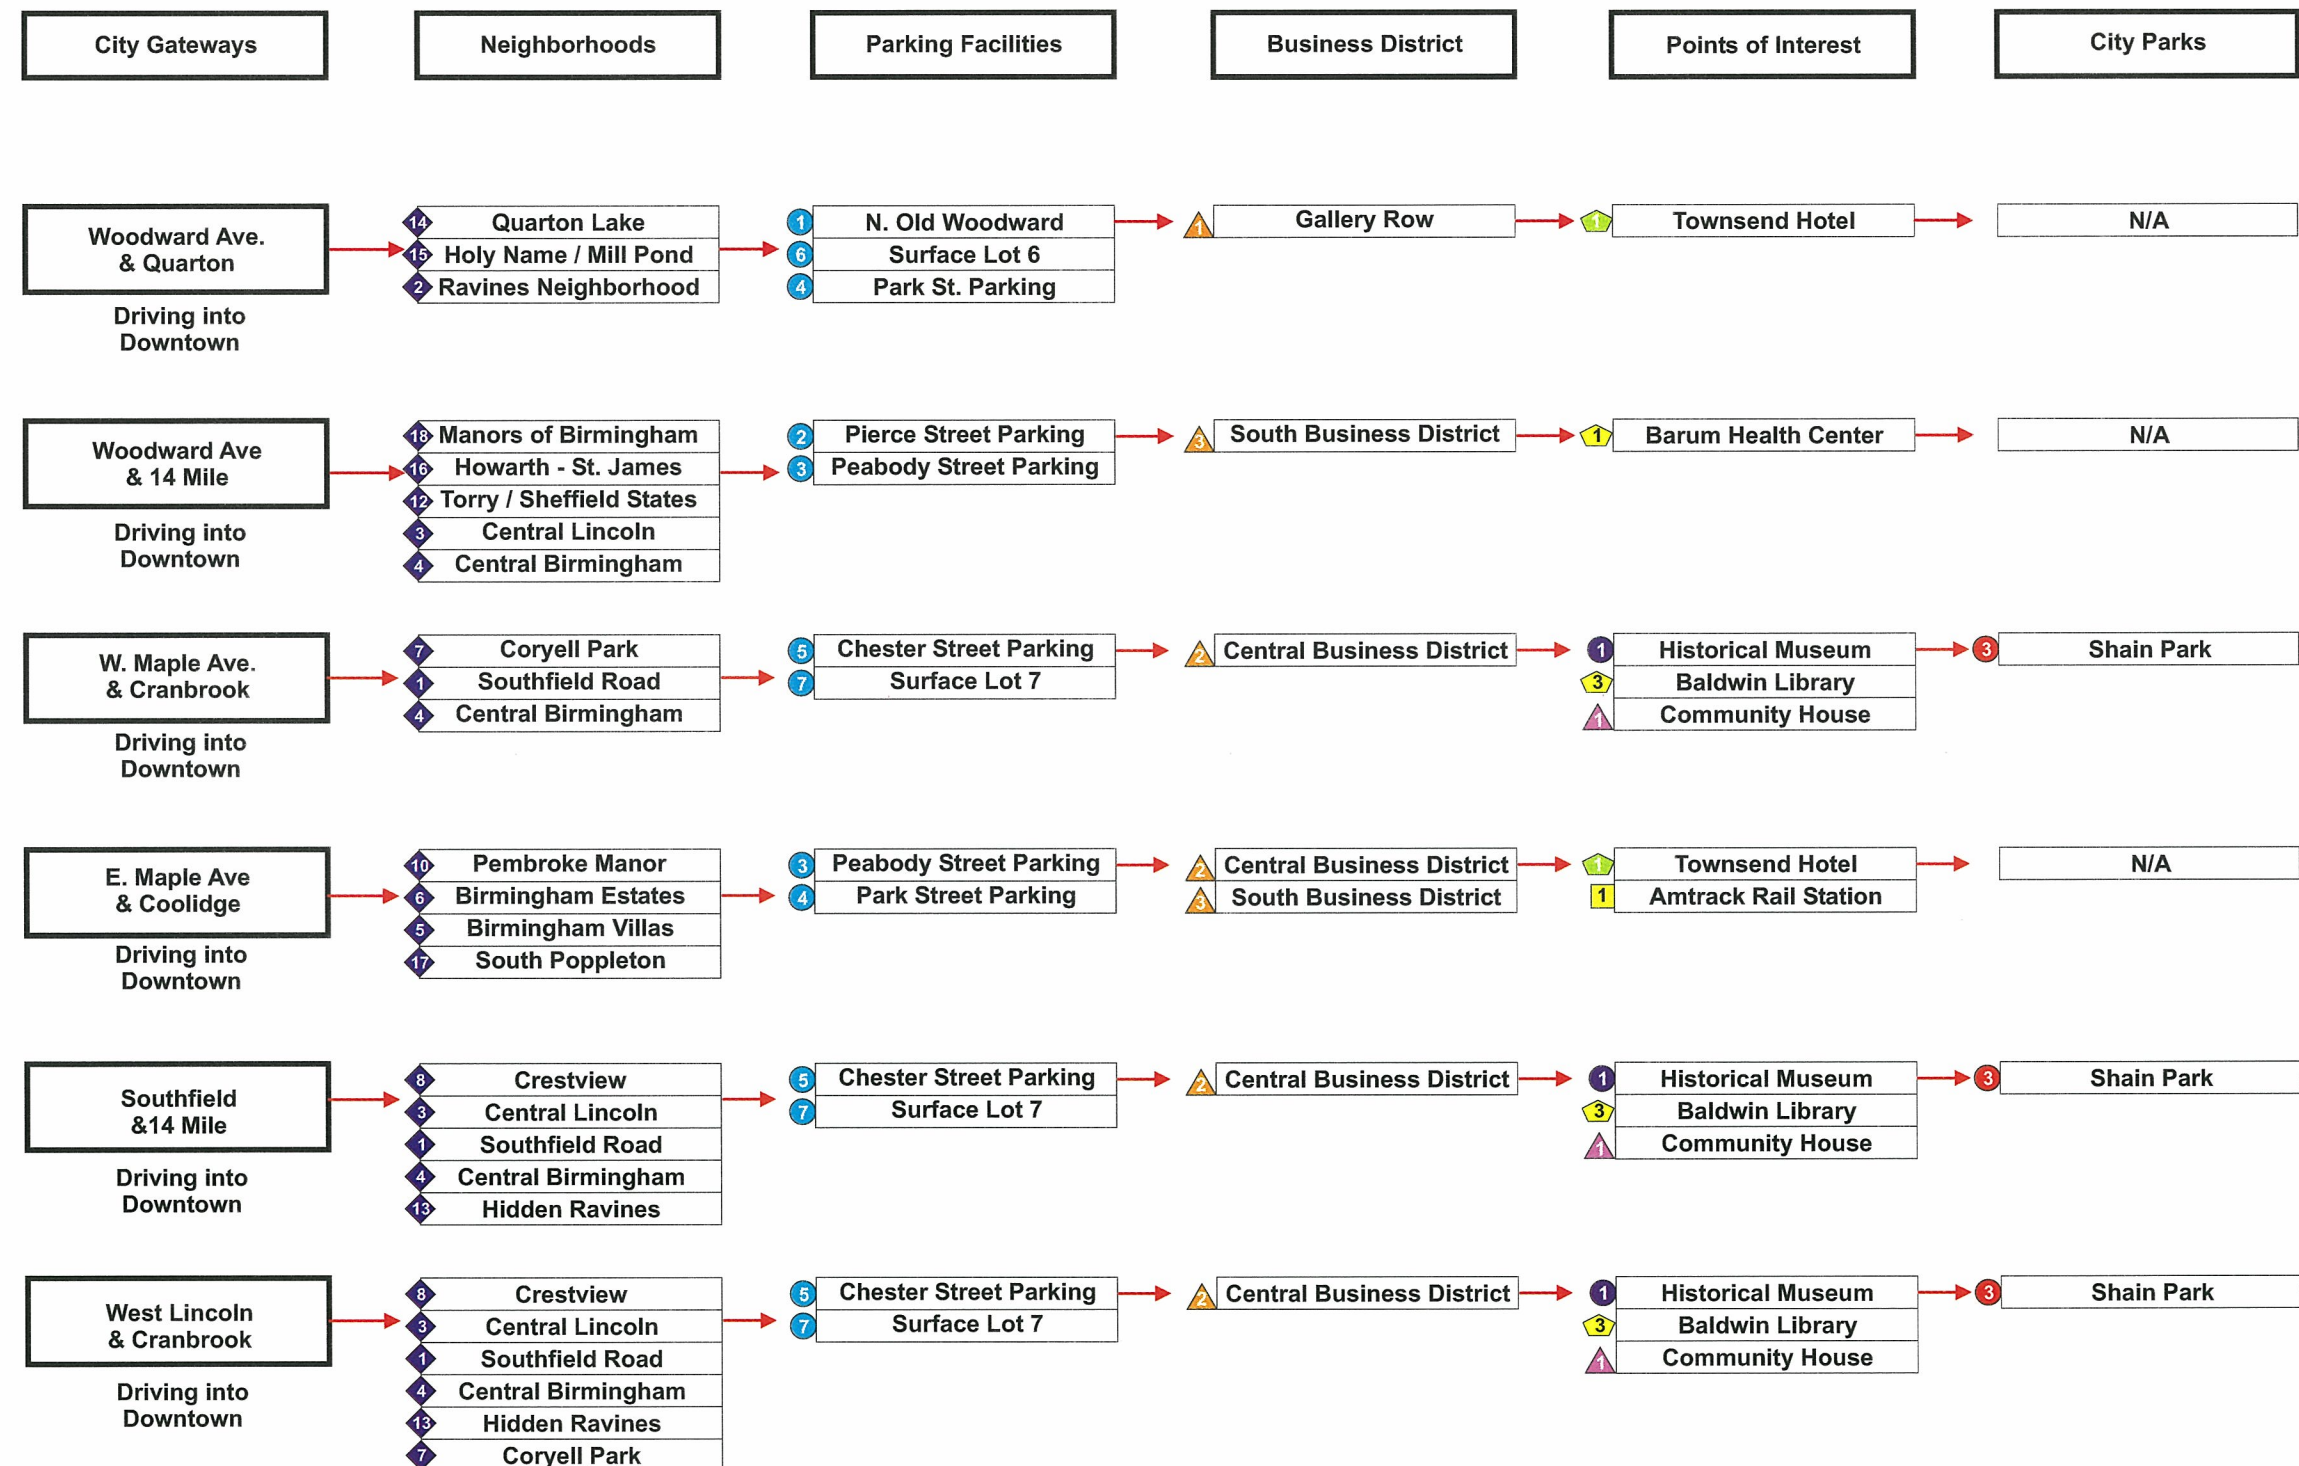 City Gateways
Neighborhoods
Parking Facilities
Business District
Points of Interest
City Parks
Woodward Ave.
& Quarton
Driving into
Downtown
14 Quarton Lake
15 Holy Name / Mill Pond
2 Ravines Neighborhood
1 N. Old Woodward
6 Surface Lot 6
4 Park St. Parking
1 Gallery Row
1 Townsend Hotel
N/A
Woodward Ave
& 14 Mile
Driving into
Downtown
18 Manors of Birmingham
16 Howarth - St. James
12 Torry / Sheffield States
3 Central Lincoln
4 Central Birmingham
2 Pierce Street Parking
3 Peabody Street Parking
3 South Business District
1 Barum Health Center
N/A
W. Maple Ave.
& Cranbrook
Driving into
Downtown
7 Coryell Park
1 Southfield Road
4 Central Birmingham
5 Chester Street Parking
7 Surface Lot 7
2 Central Business District
1 Historical Museum
3 Baldwin Library
1 Community House
3 Shain Park
E. Maple Ave
& Coolidge
Driving into
Downtown
10 Pembroke Manor
6 Birmingham Estates
5 Birmingham Villas
17 South Poppleton
3 Peabody Street Parking
4 Park Street Parking
2 Central Business District
3 South Business District
1 Townsend Hotel
1 Amtrack Rail Station
N/A
Southfield
&14 Mile
Driving into
Downtown
8 Crestview
3 Central Lincoln
1 Southfield Road
4 Central Birmingham
13 Hidden Ravines
5 Chester Street Parking
7 Surface Lot 7
2 Central Business District
1 Historical Museum
3 Baldwin Library
1 Community House
3 Shain Park
West Lincoln
& Cranbrook
Driving into
Downtown
8 Crestview
3 Central Lincoln
1 Southfield Road
4 Central Birmingham
13 Hidden Ravines
7 Coryell Park
5 Chester Street Parking
7 Surface Lot 7
2 Central Business District
1 Historical Museum
3 Baldwin Library
1 Community House
3 Shain Park